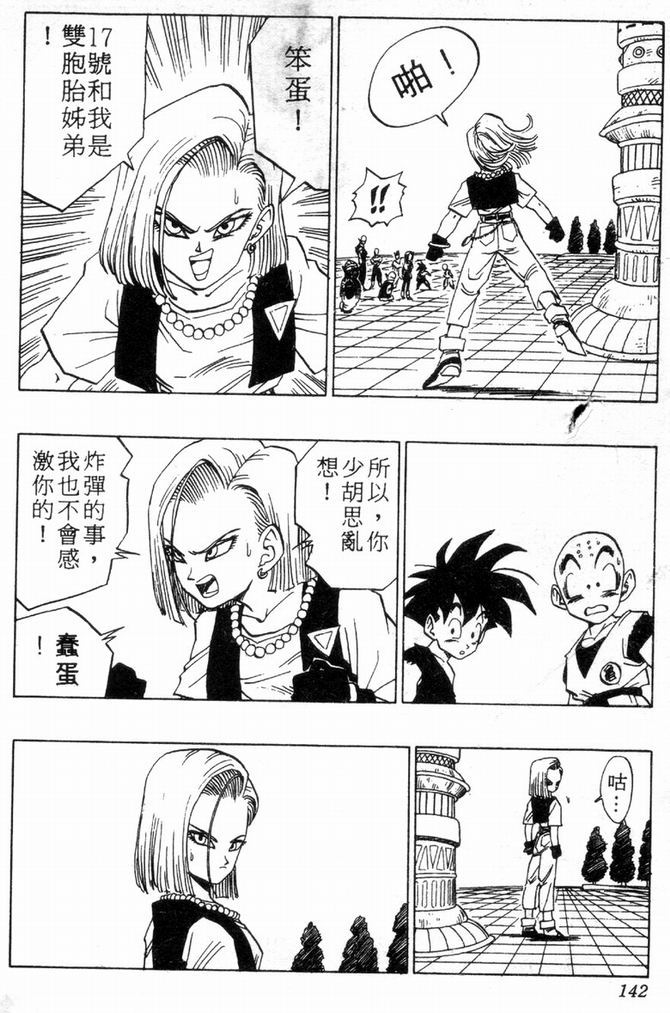 啪！
!!
笨蛋！
17號和我是
雙胞胎姊弟
！
所以，你
少胡思亂
想！
炸彈的事，
我也不會感
激你的！
蠢蛋
！
龜
咕…
142